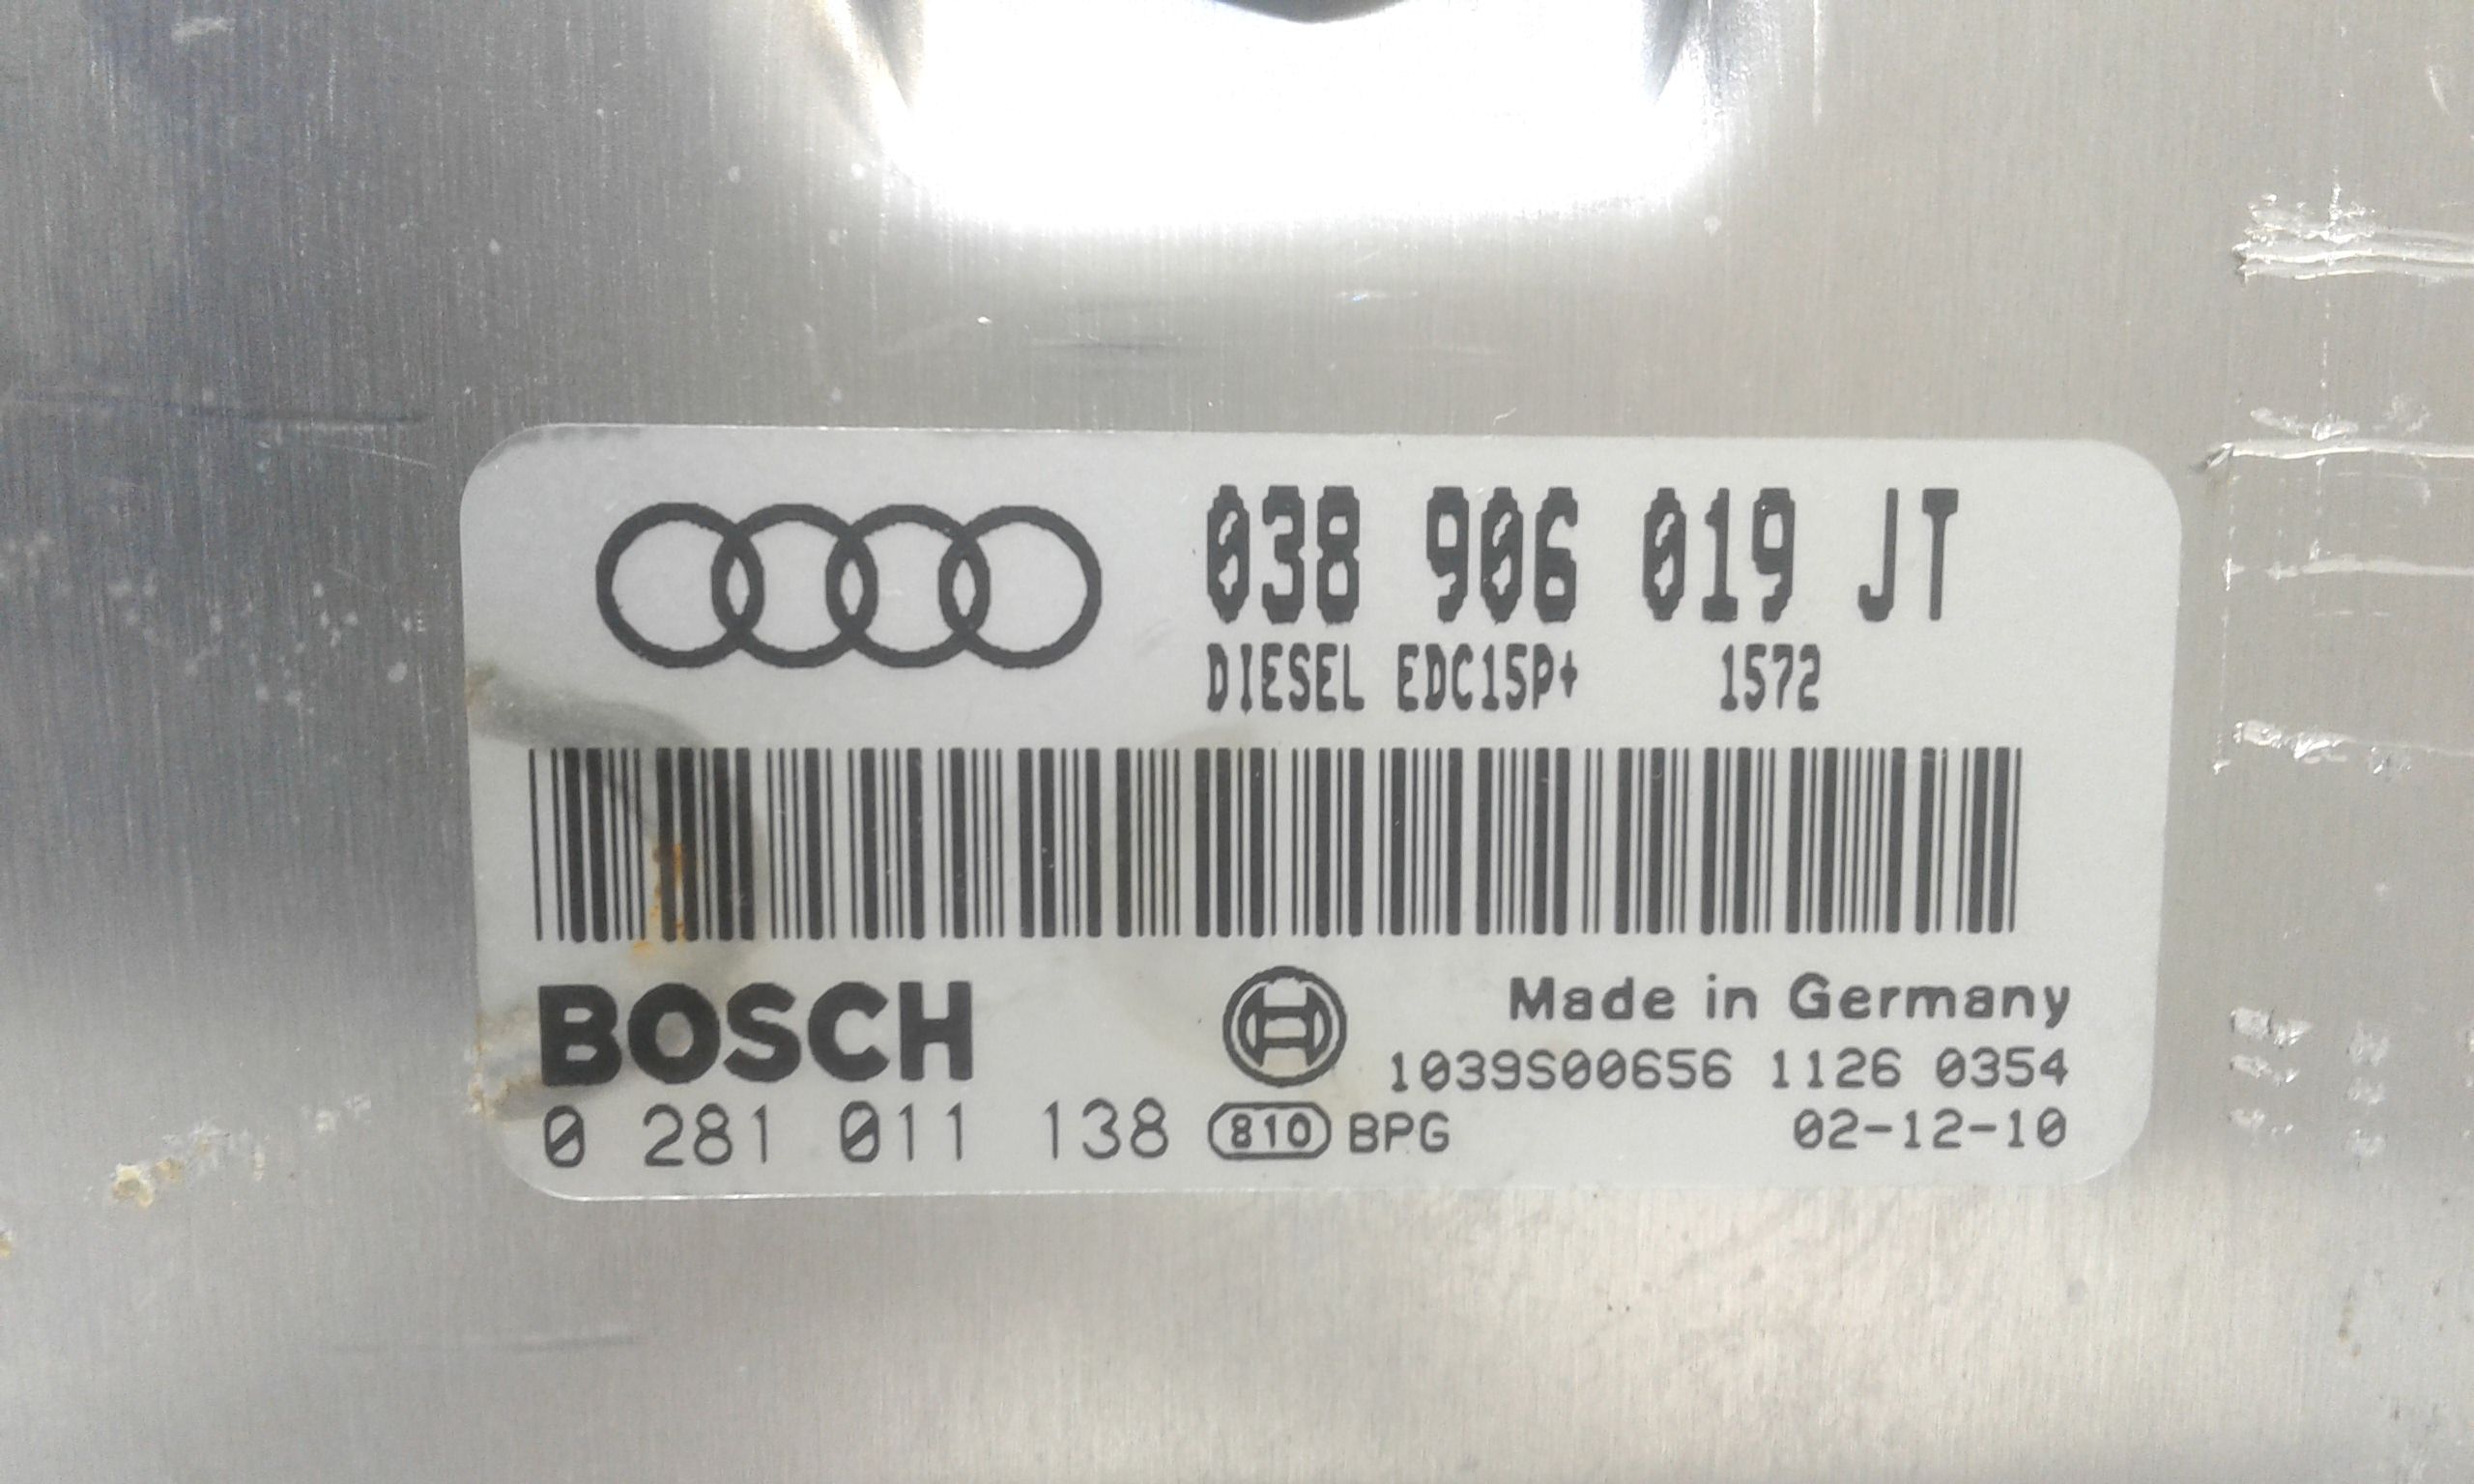 038 906 019 JT
DIESEL EDC15P+ 1572
BOSCH
Made in Germany
1039S00656 1126 0354
0 281 011 138 810 BPG 02-12-10